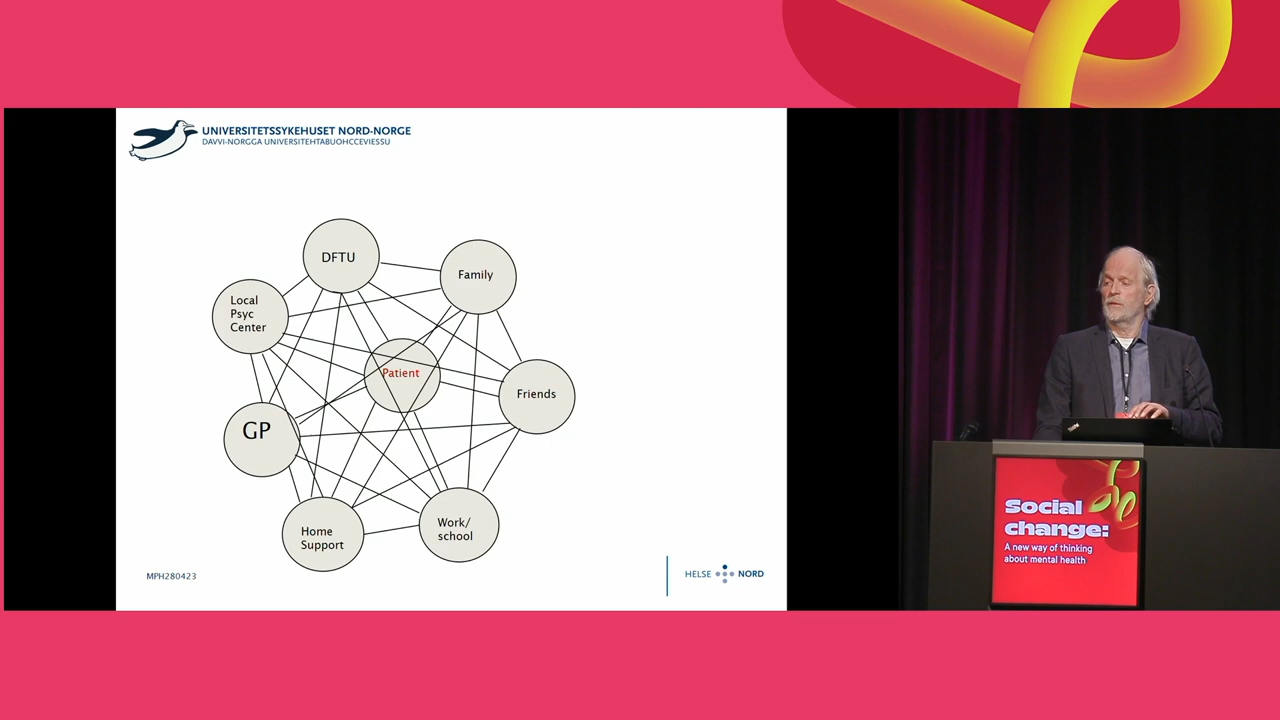 UNIVERSITETSSYKEHUSET NORD-NORGE
DAVVI-NORGGA UNIVERSITEHTABUOHCCEVIESSU
DFTU
Family
Local
Psyc
Center
Patient
Friends
GP
Home
Support
Work/
school
MPH280423
HELSE NORD
Social
change:
A new way of thinking
about mental health